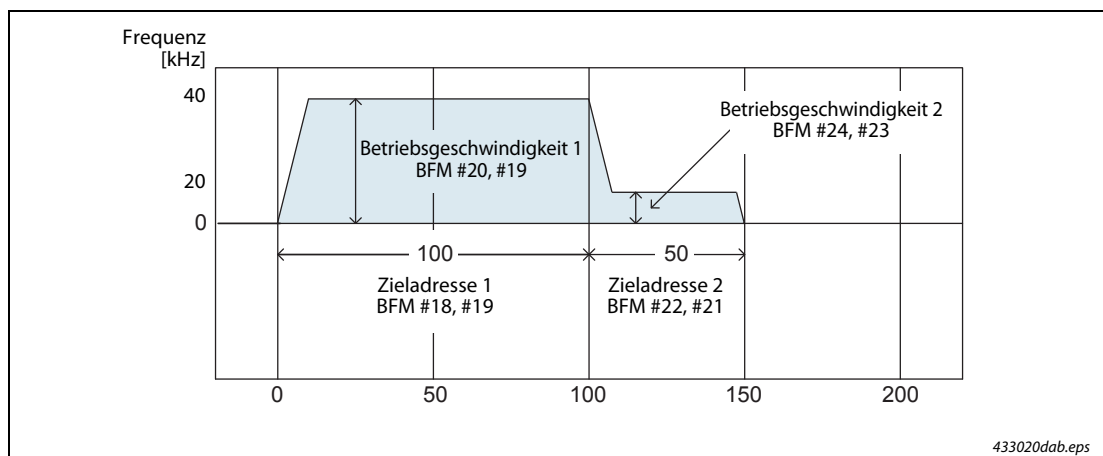 Frequenz
[kHz]
40
20
0
Betriebsgeschwindigkeit 1
BFM #20, #19
Betriebsgeschwindigkeit 2
BFM #24, #23
100
50
Zieladresse 1
BFM #18, #19
Zieladresse 2
BFM #22, #21
0
50
100
150
200
433020dab.eps